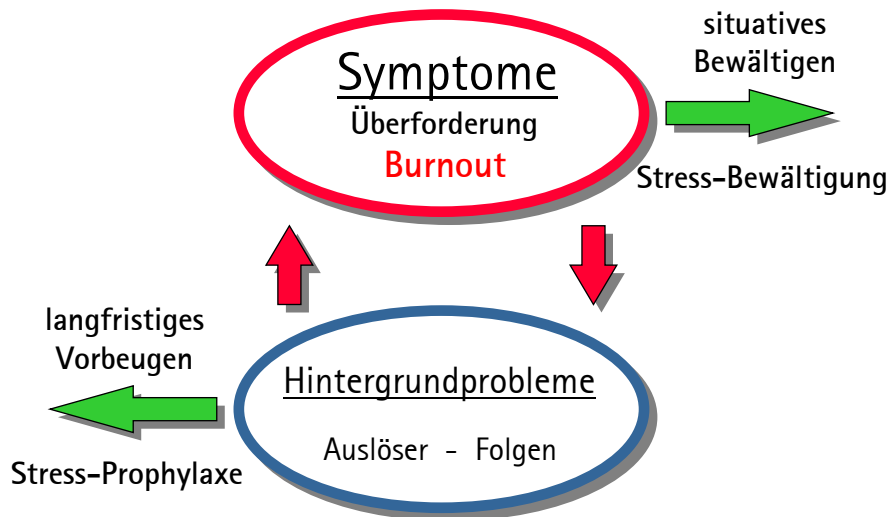 situatives
Bewältigen
Symptome
Überforderung
Burnout
Stress-Bewältigung
langfristiges
Vorbeugen
Hintergrundprobleme
Auslöser - Folgen
Stress-Prophylaxe